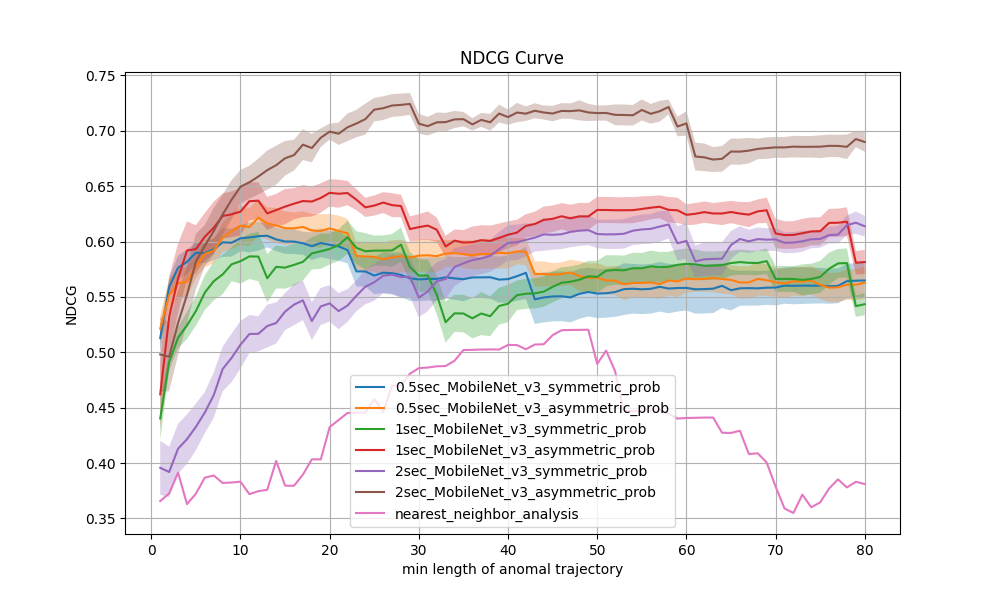 NDCG Curve
0.75
0.70
0.65
0.60
0.55
0.50
0.45
0.40
0.35
NDCG
0.5sec_MobileNet_v3_symmetric_prob
0.5sec_MobileNet_v3_asymmetric_prob
1sec_MobileNet_v3_symmetric_prob
1sec_MobileNet_v3_asymmetric_prob
2sec_MobileNet_v3_symmetric_prob
2sec_MobileNet_v3_asymmetric_prob
nearest_neighbor_analysis
0 10 20 30 40 50 60 70 80
min length of anomal trajectory